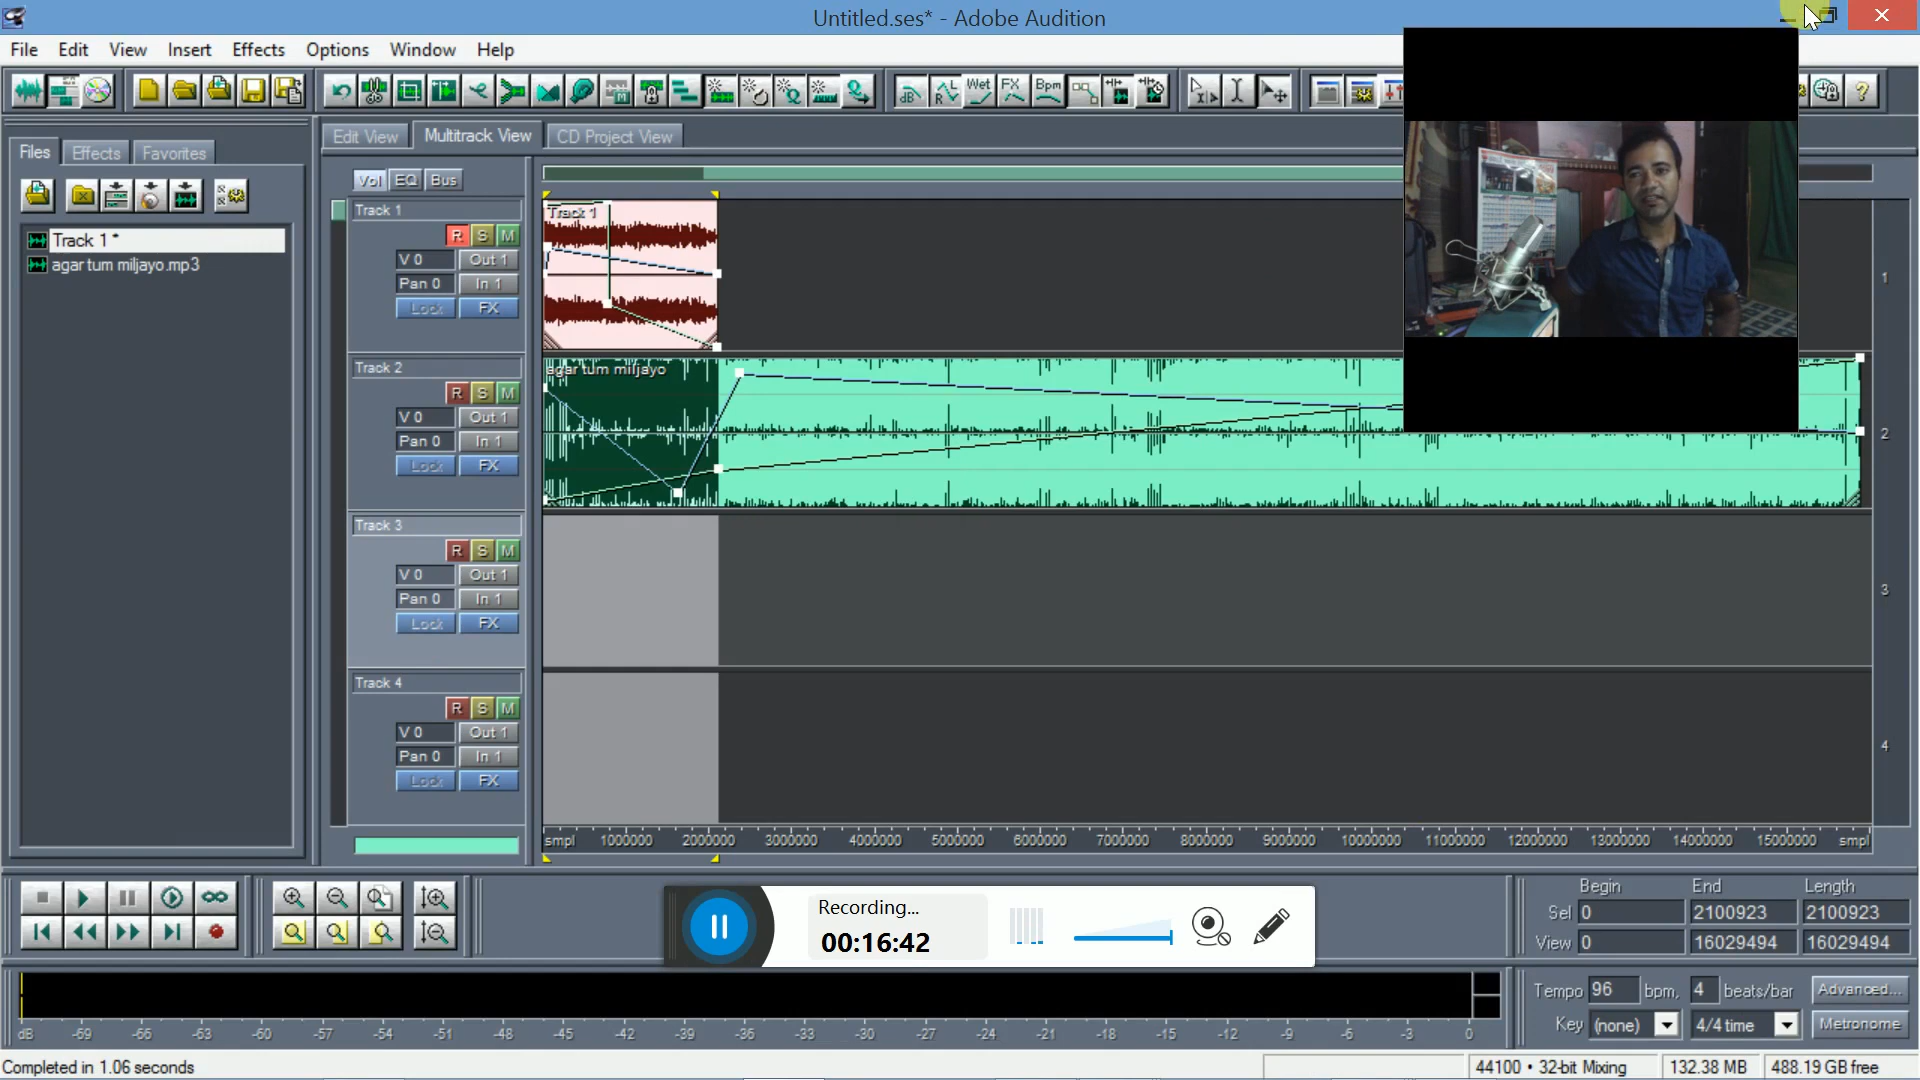 Untitled.ses* - Adobe Audition
File Edit View Insert Effects Options Window Help
Wet FX Bpm
dB R L
Files Effects Favorites
Edit View Multitrack View CD Project View
Vol EQ Bus
Track 1*
agar tum miljayo.mp3
Track 1
R S M
V 0 Out 1
Pan 0 In 1
Lock FX
Track 1
1
Track 2
R S M
V 0 Out 1
Pan 0 In 1
Lock FX
agar tum miljayo
2
Track 3
R S M
V 0 Out 1
Pan 0 In 1
Lock FX
3
Track 4
R S M
V 0 Out 1
Pan 0 In 1
Lock FX
4
smpl 1000000 2000000 3000000 4000000 5000000 6000000 7000000 8000000 9000000 10000000 11000000 12000000 13000000 14000000 15000000 smpl
Recording...
00:16:42
Begin End Length
Sel 0 2100923 2100923
View 0 16029494 16029494
dB -69 -66 -63 -60 -57 -54 -51 -48 -45 -42 -39 -36 -33 -30 -27 -24 -21 -18 -15 -12 -9 -6 -3 0
Tempo 96 bpm, 4 beats/bar Advanced...
Key (none) 4/4 time Metronome
Completed in 1.06 seconds
44100 • 32-bit Mixing 132.38 MB 488.19 GB free